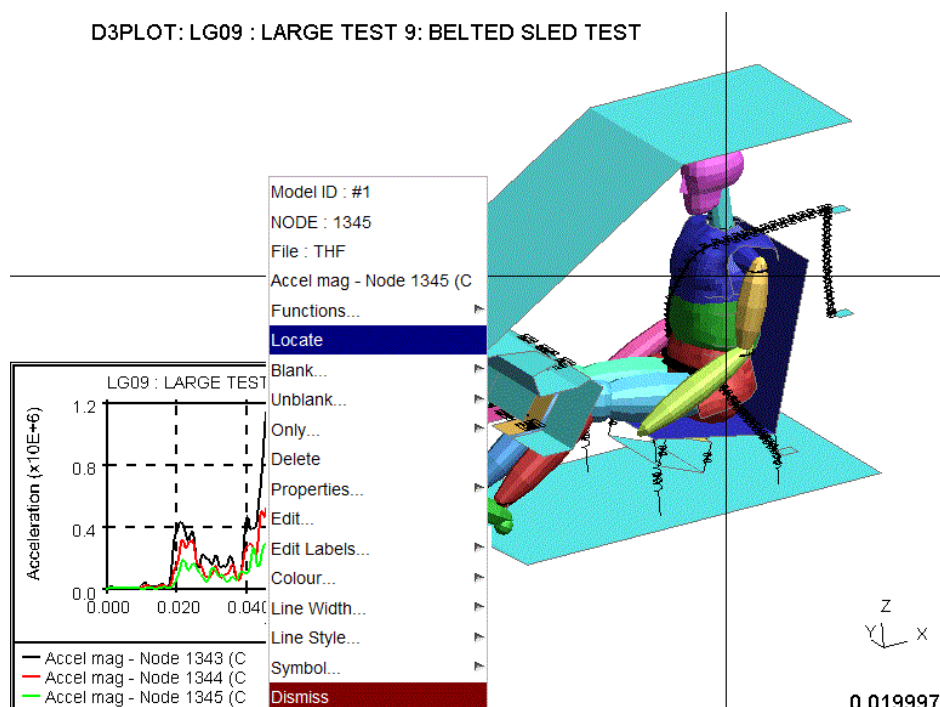 D3PLOT: LG09 : LARGE TEST 9: BELTED SLED TEST
Model ID : #1
NODE : 1345
File : THF
Accel mag - Node 1345 (C
Functions...
Locate
Blank...
Unblank...
Only...
Delete
Properties...
Edit...
Edit Labels...
Colour...
Line Width...
Line Style...
Symbol...
Dismiss
LG09 : LARGE TEST
Acceleration (x10E+6)
1.2
0.8
0.4
0.0
0.000 0.020 0.040
Accel mag - Node 1343 (C
Accel mag - Node 1344 (C
Accel mag - Node 1345 (C
Z
Y X
0.019997